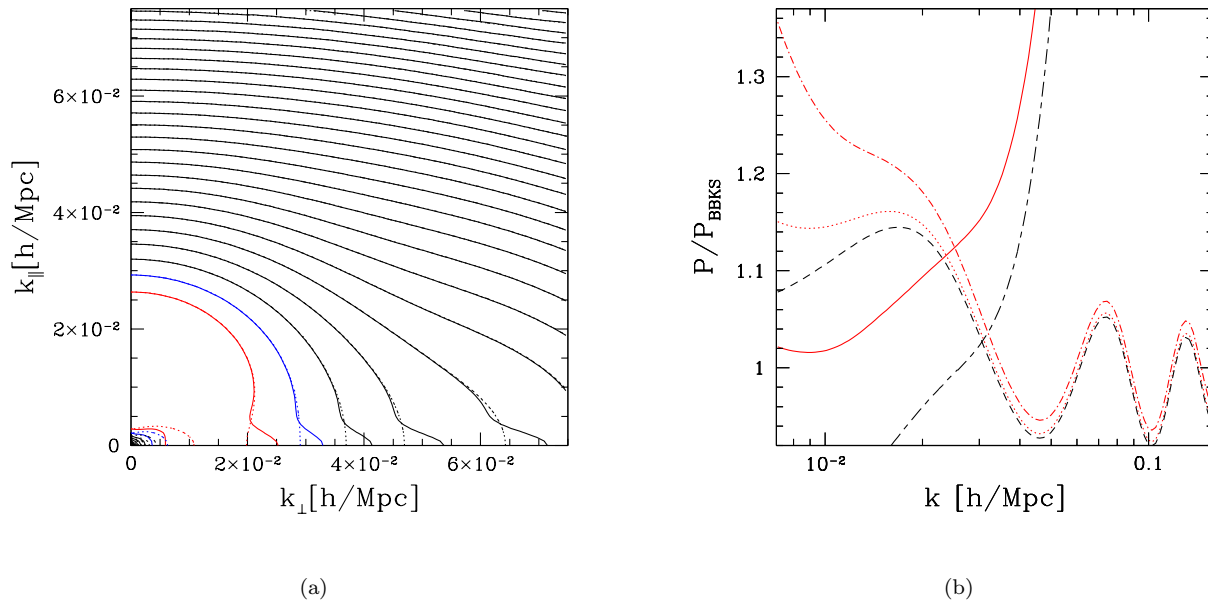 k∥[h/Mpc]
6×10⁻²
4×10⁻²
2×10⁻²
0
0 2×10⁻² 4×10⁻² 6×10⁻²
k⊥[h/Mpc]
(a)
P/P_BBKS
1.3
1.2
1.1
1
10⁻² 0.1
k [h/Mpc]
(b)